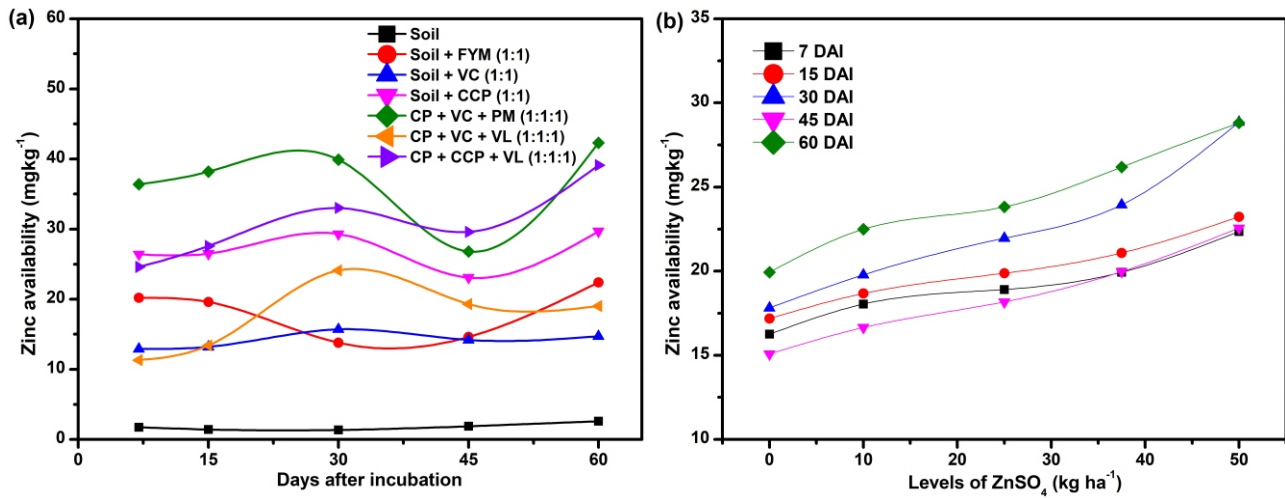 (a)
60
50
40
30
20
10
0
Zinc availability (mgkg⁻¹)
Soil
Soil + FYM (1:1)
Soil + VC (1:1)
Soil + CCP (1:1)
CP + VC + PM (1:1:1)
CP + VC + VL (1:1:1)
CP + CCP + VL (1:1:1)
0 15 30 45 60
Days after incubation
(b)
35
30
25
20
15
10
Zinc availability (mgkg⁻¹)
7 DAI
15 DAI
30 DAI
45 DAI
60 DAI
0 10 20 30 40 50
Levels of ZnSO₄ (kg ha⁻¹)